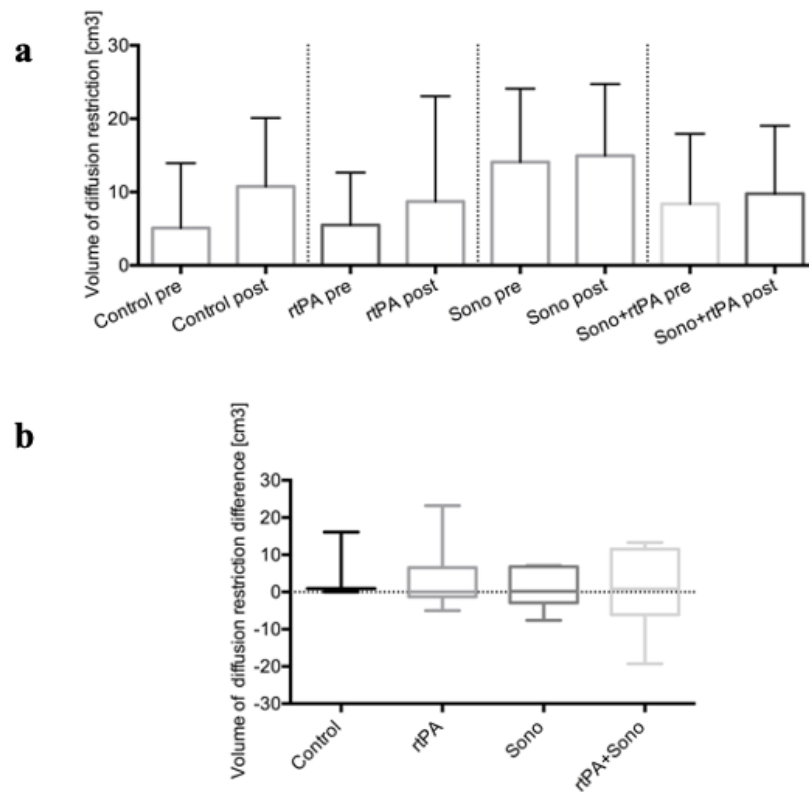 a
Volume of diffusion restriction [cm3]
30
20
10
0
Control pre
Control post
rtPA pre
rtPA post
Sono pre
Sono post
Sono+rtPA pre
Sono+rtPA post
b
Volume of diffusion restriction difference [cm3]
30
20
10
0
-10
-20
-30
Control
rtPA
Sono
rtPA+Sono